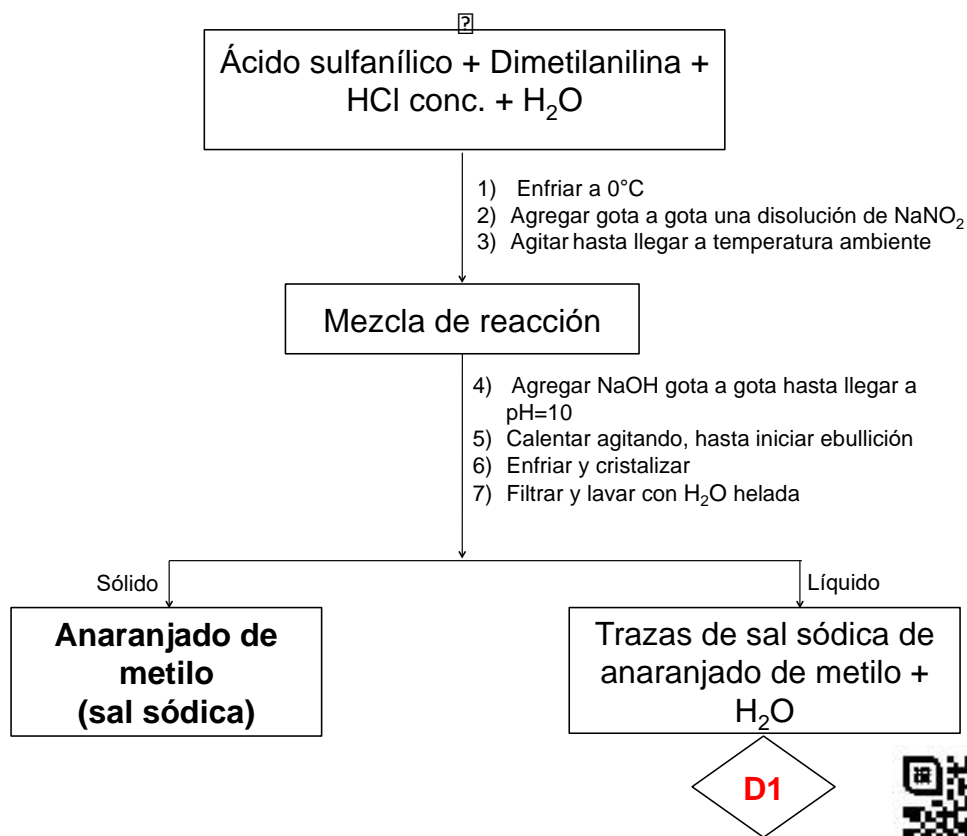 Ácido sulfanílico + Dimetilanilina +
HCl conc. + H₂O
1) Enfriar a 0°C
2) Agregar gota a gota una disolución de NaNO₂
3) Agitar hasta llegar a temperatura ambiente
Mezcla de reacción
4) Agregar NaOH gota a gota hasta llegar a
pH=10
5) Calentar agitando, hasta iniciar ebullición
6) Enfriar y cristalizar
7) Filtrar y lavar con H₂O helada
Sólido
Líquido
Anaranjado de
metilo
(sal sódica)
Trazas de sal sódica de
anaranjado de metilo +
H₂O
D1